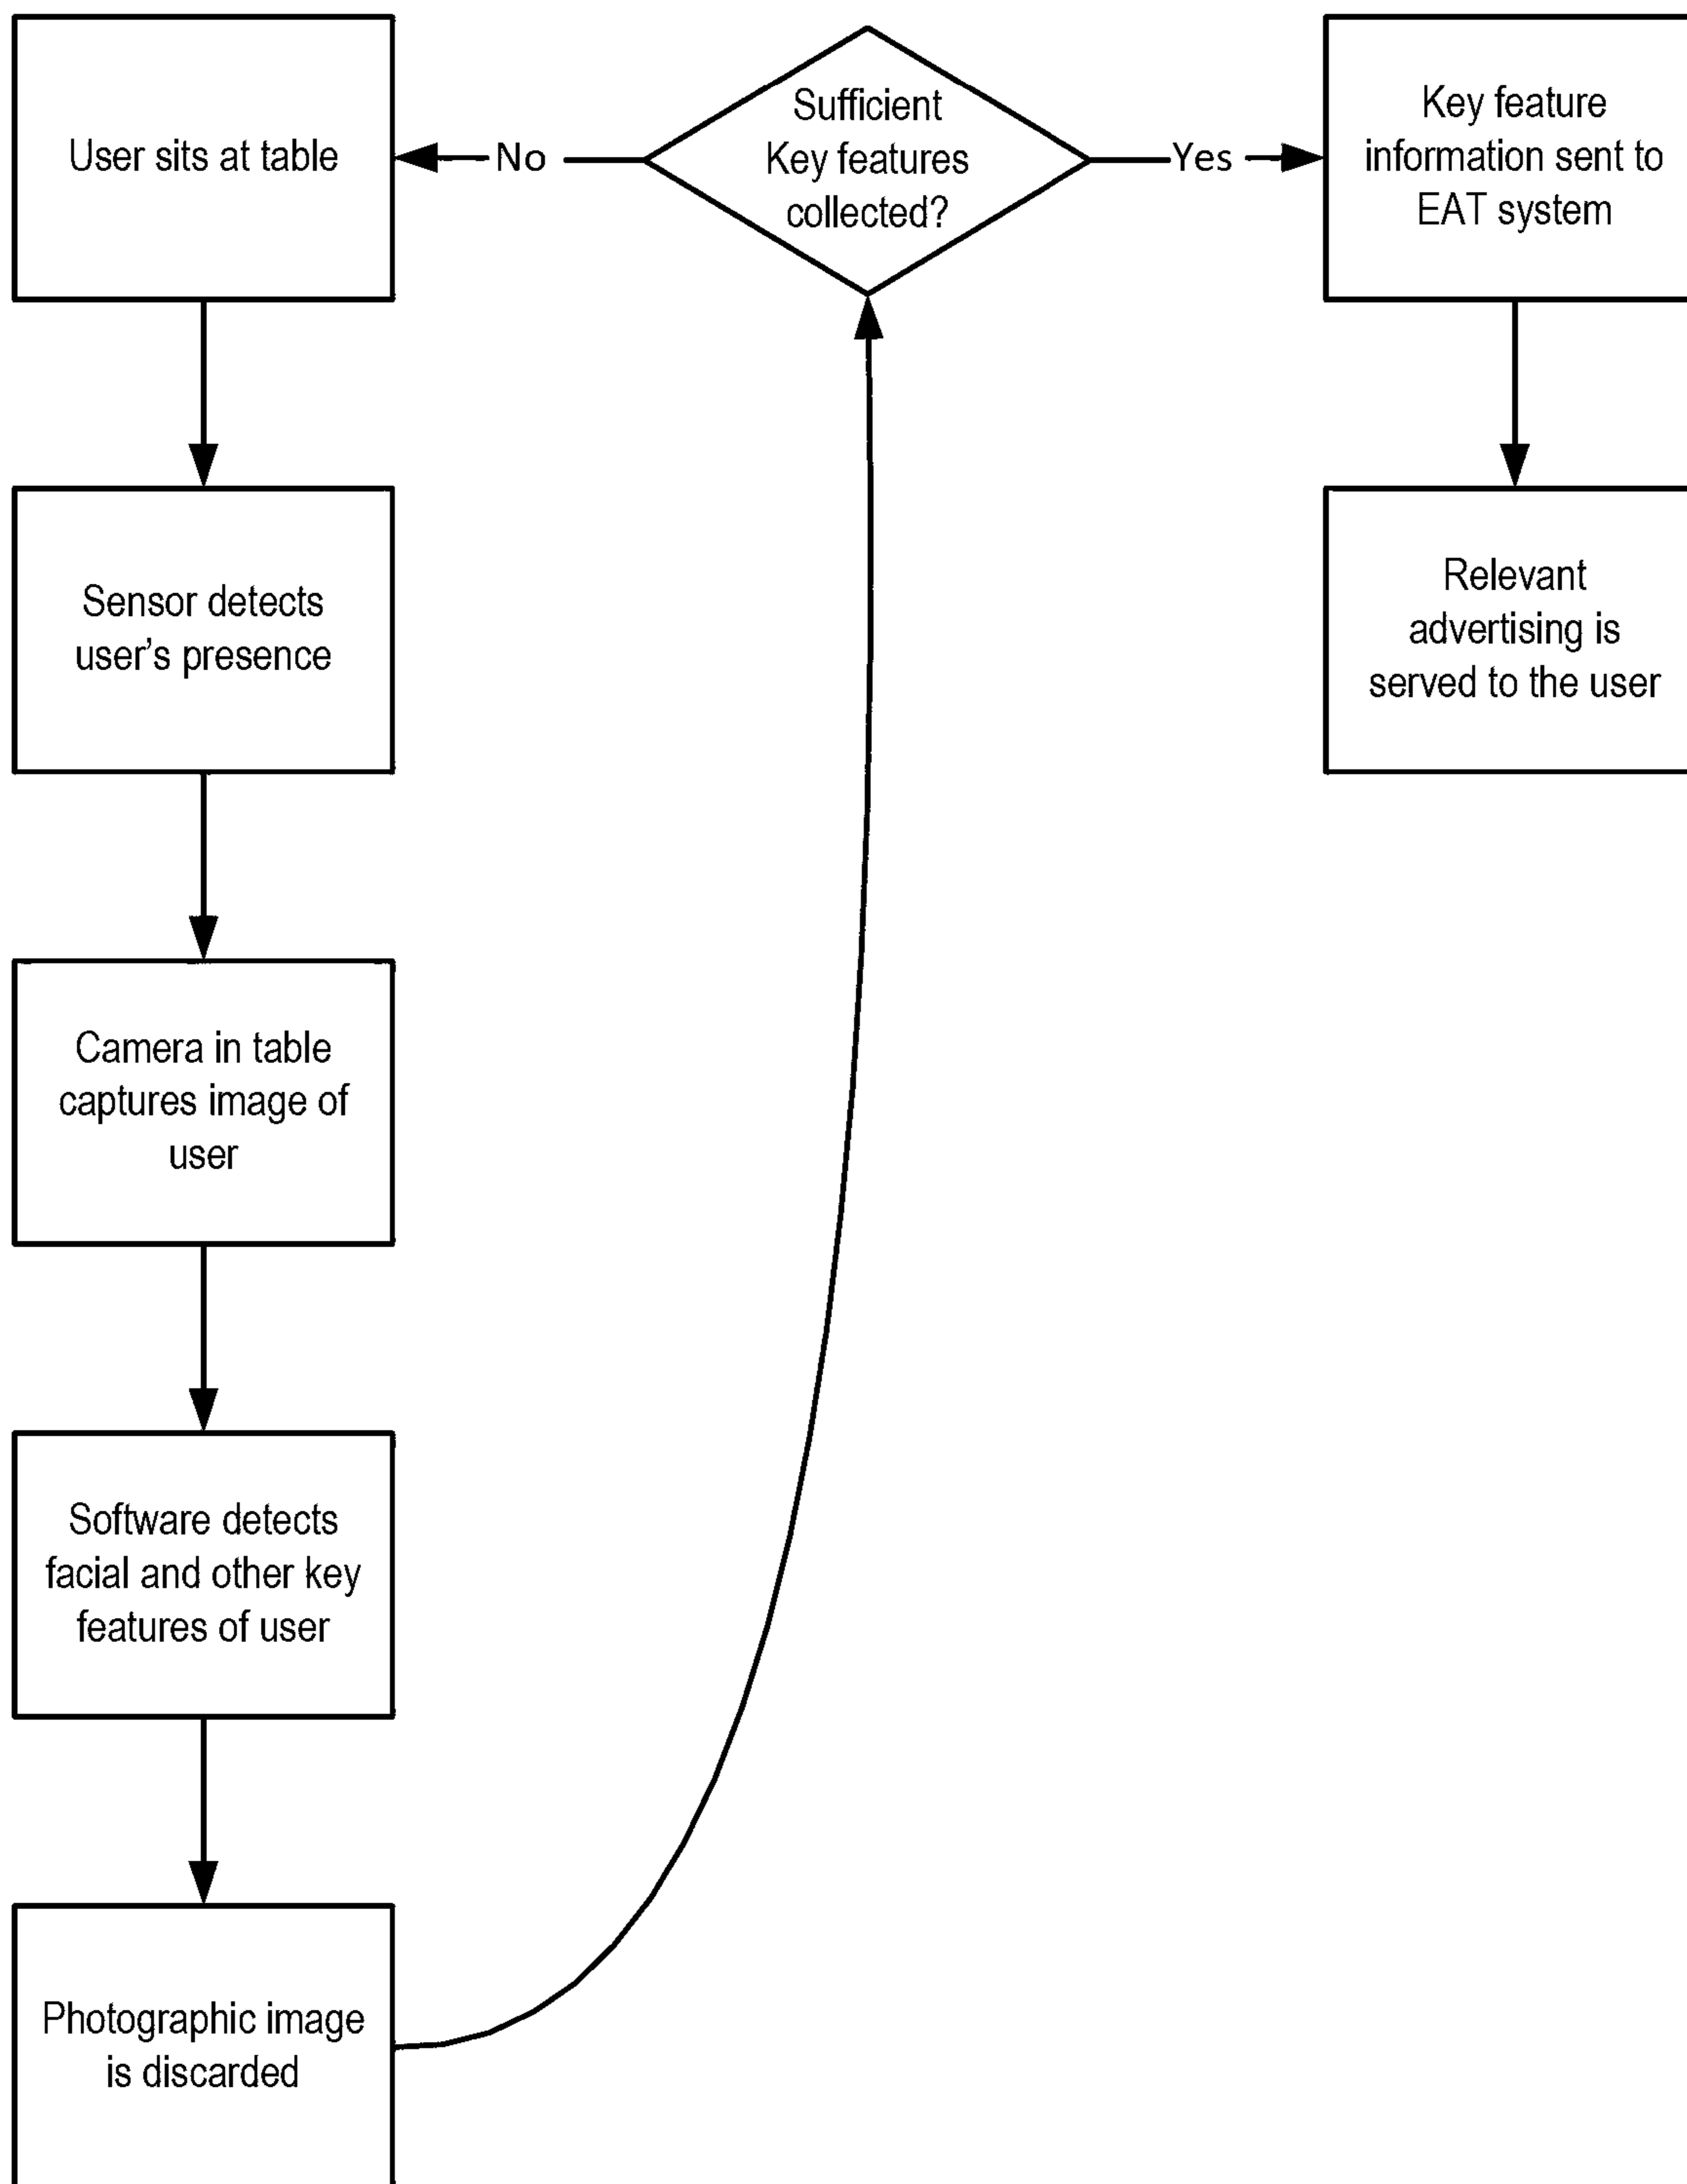 User sits at table
No
Sufficient
Key features
collected?
Yes
Key feature
information sent to
EAT system
Sensor detects
user’s presence
Relevant
advertising is
served to the user
Camera in table
captures image of
user
Software detects
facial and other key
features of user
Photographic image
is discarded